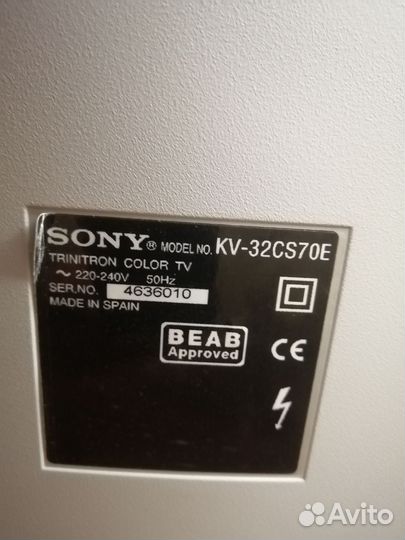 SONY® MODEL NO. KV-32CS70E
TRINITRON COLOR TV
~ 220-240V 50Hz
SER.NO. 4636010
MADE IN SPAIN
BEAB
Approved
CE
Avito